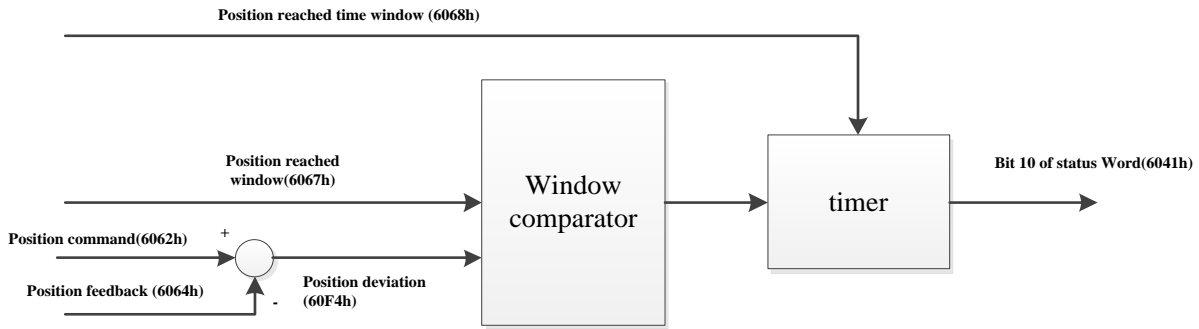 Position reached time window (6068h)
Position reached
window(6067h)
Window
comparator
timer
Bit 10 of status Word(6041h)
Position command(6062h)
+
Position feedback (6064h)
-
Position deviation
(60F4h)